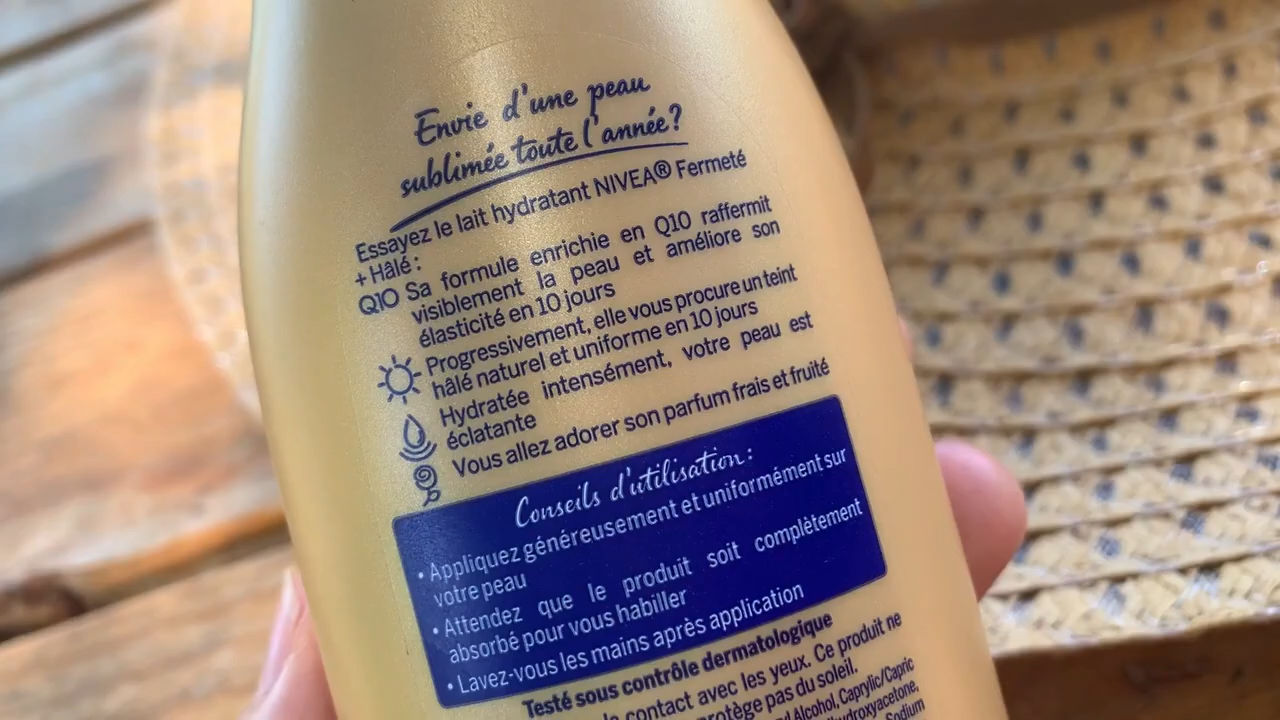 Envie d'une peau
sublimée toute l'année?
Essayez le lait hydratant NIVEA® Fermeté
+ Hâlé :
Q10 Sa formule enrichie en Q10 raffermit
visiblement la peau et améliore son
élasticité en 10 jours
Progressivement, elle vous procure un teint
hâlé naturel et uniforme en 10 jours
Hydratée intensément, votre peau est
éclatante
Vous allez adorer son parfum frais et fruité
Conseils d'utilisation :
• Appliquez généreusement et uniformément sur
votre peau
• Attendez que le produit soit complètement
absorbé pour vous habiller
• Lavez-vous les mains après application
Testé sous contrôle dermatologique
contact avec les yeux. Ce produit ne
protège pas du soleil.
Alcohol, Caprylic/Capric
Sodium